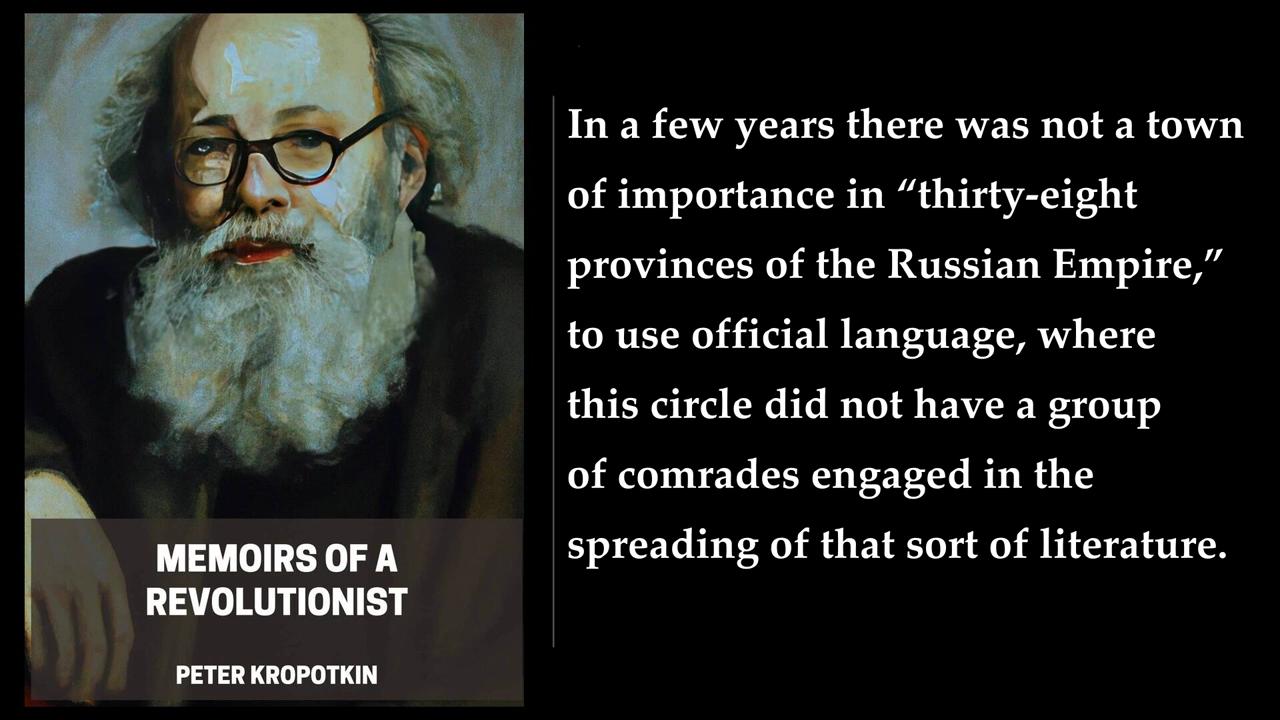 MEMOIRS OF A
REVOLUTIONIST
PETER KROPOTKIN
In a few years there was not a town
of importance in “thirty-eight
provinces of the Russian Empire,”
to use official language, where
this circle did not have a group
of comrades engaged in the
spreading of that sort of literature.